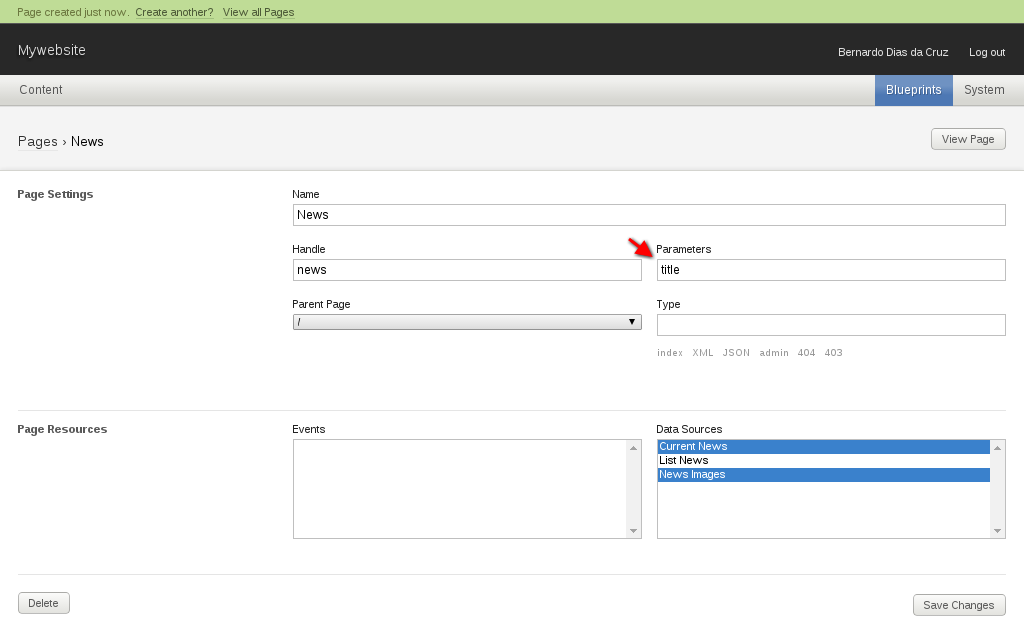 Page created just now. Create another? View all Pages
Mywebsite
Bernardo Dias da Cruz Log out
Content
Blueprints System
Pages › News
View Page
Page Settings
Name
News
Handle
news
Parameters
title
Parent Page
/
Type
index XML JSON admin 404 403
Page Resources
Events
Data Sources
Current News
List News
News Images
Delete
Save Changes